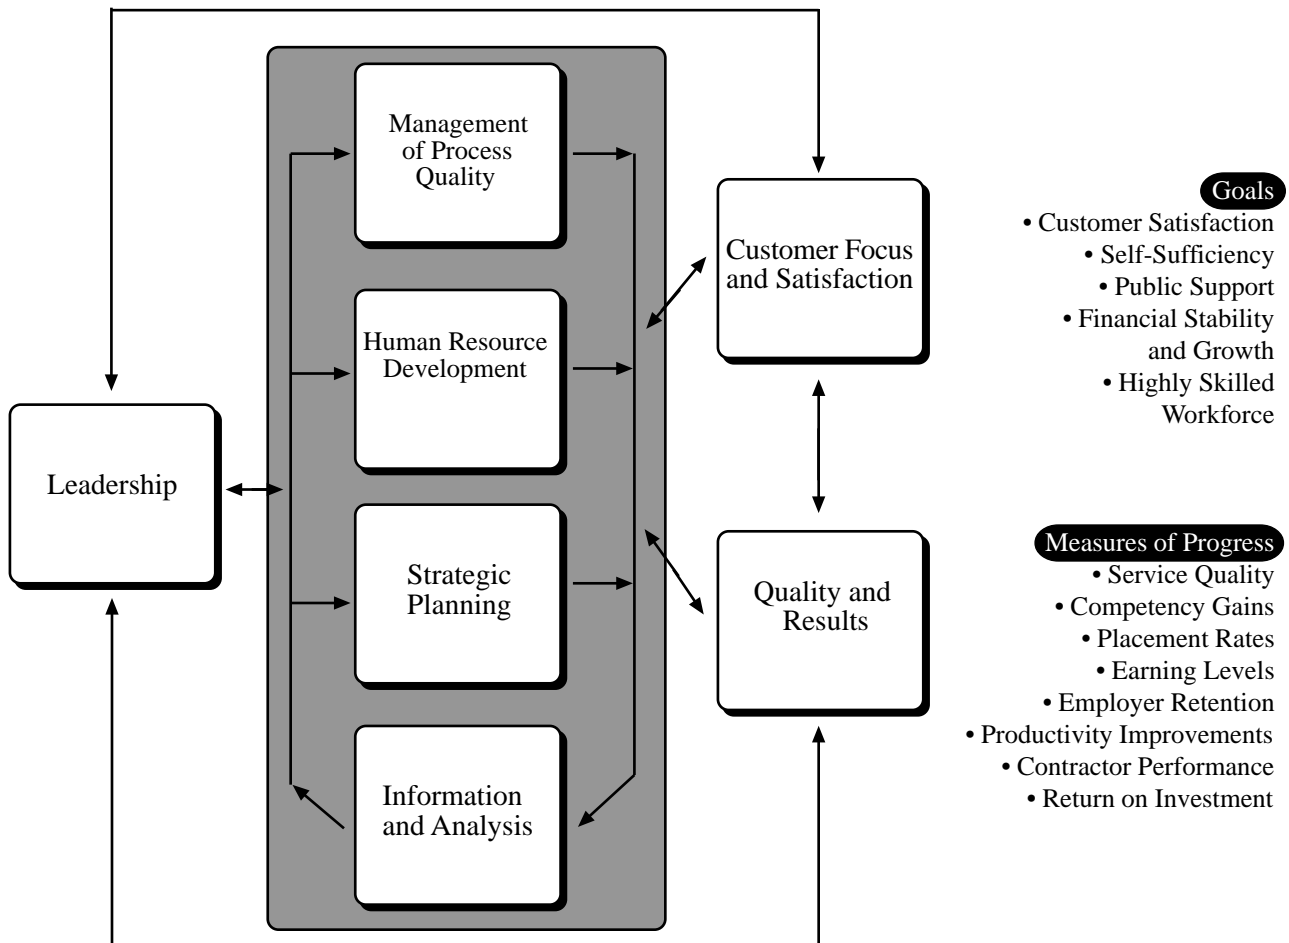 Management
of Process
Quality
Human Resource
Development
Leadership
Strategic
Planning
Information
and Analysis
Customer Focus
and Satisfaction
Quality and
Results
Goals
• Customer Satisfaction
• Self-Sufficiency
• Public Support
• Financial Stability
and Growth
• Highly Skilled
Workforce
Measures of Progress
• Service Quality
• Competency Gains
• Placement Rates
• Earning Levels
• Employer Retention
• Productivity Improvements
• Contractor Performance
• Return on Investment